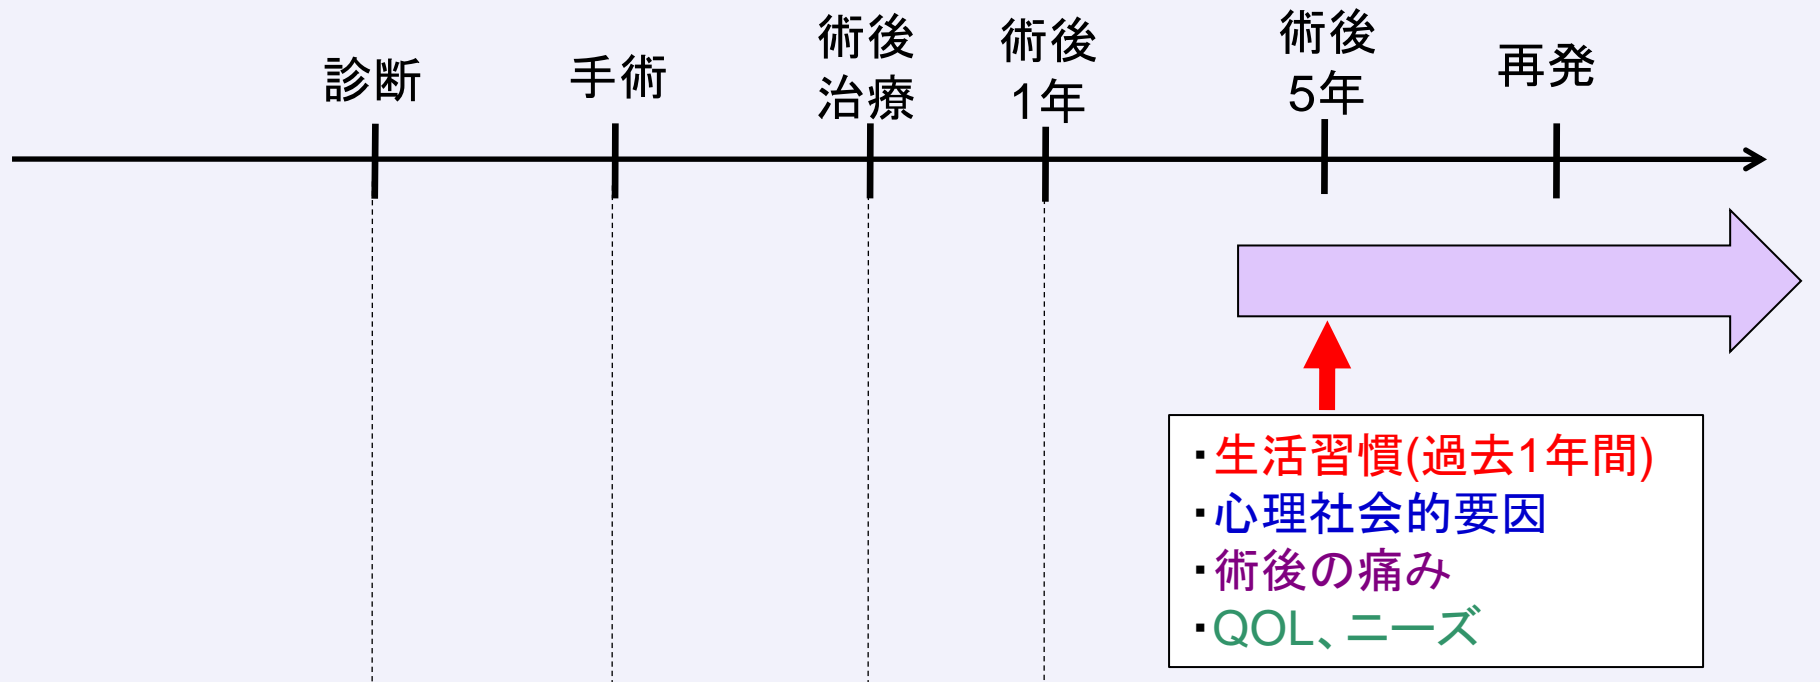 診断
手術
術後
治療
術後
1年
術後
5年
再発
・生活習慣(過去1年間)
・心理社会的要因
・術後の痛み
・QOL、ニーズ